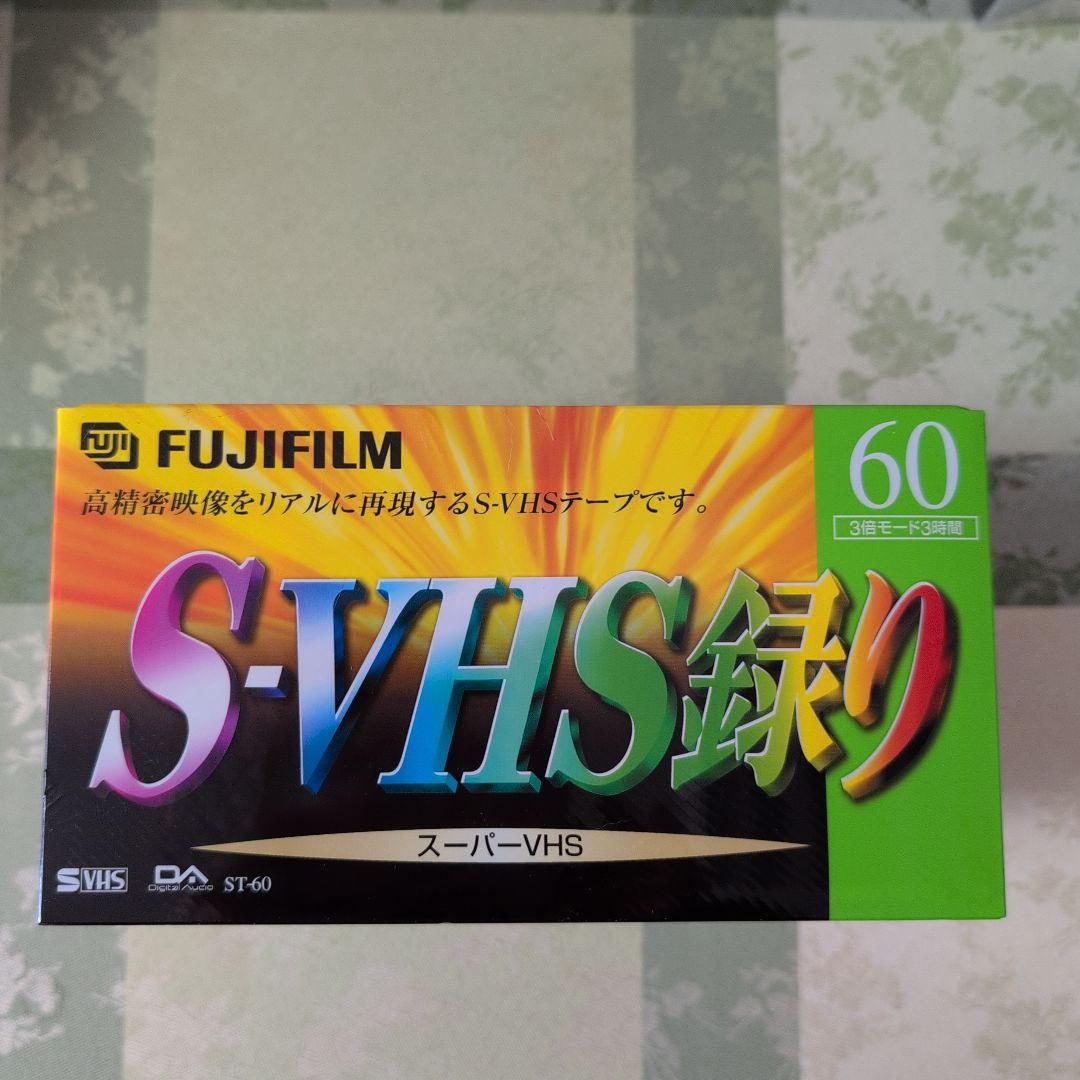 FUJI FUJIFILM
高精密映像をリアルに再現するS-VHSテープです。
60
3倍モード3時間
S-VHS録り
スーパーVHS
S VHS DA Digital Audio ST-60